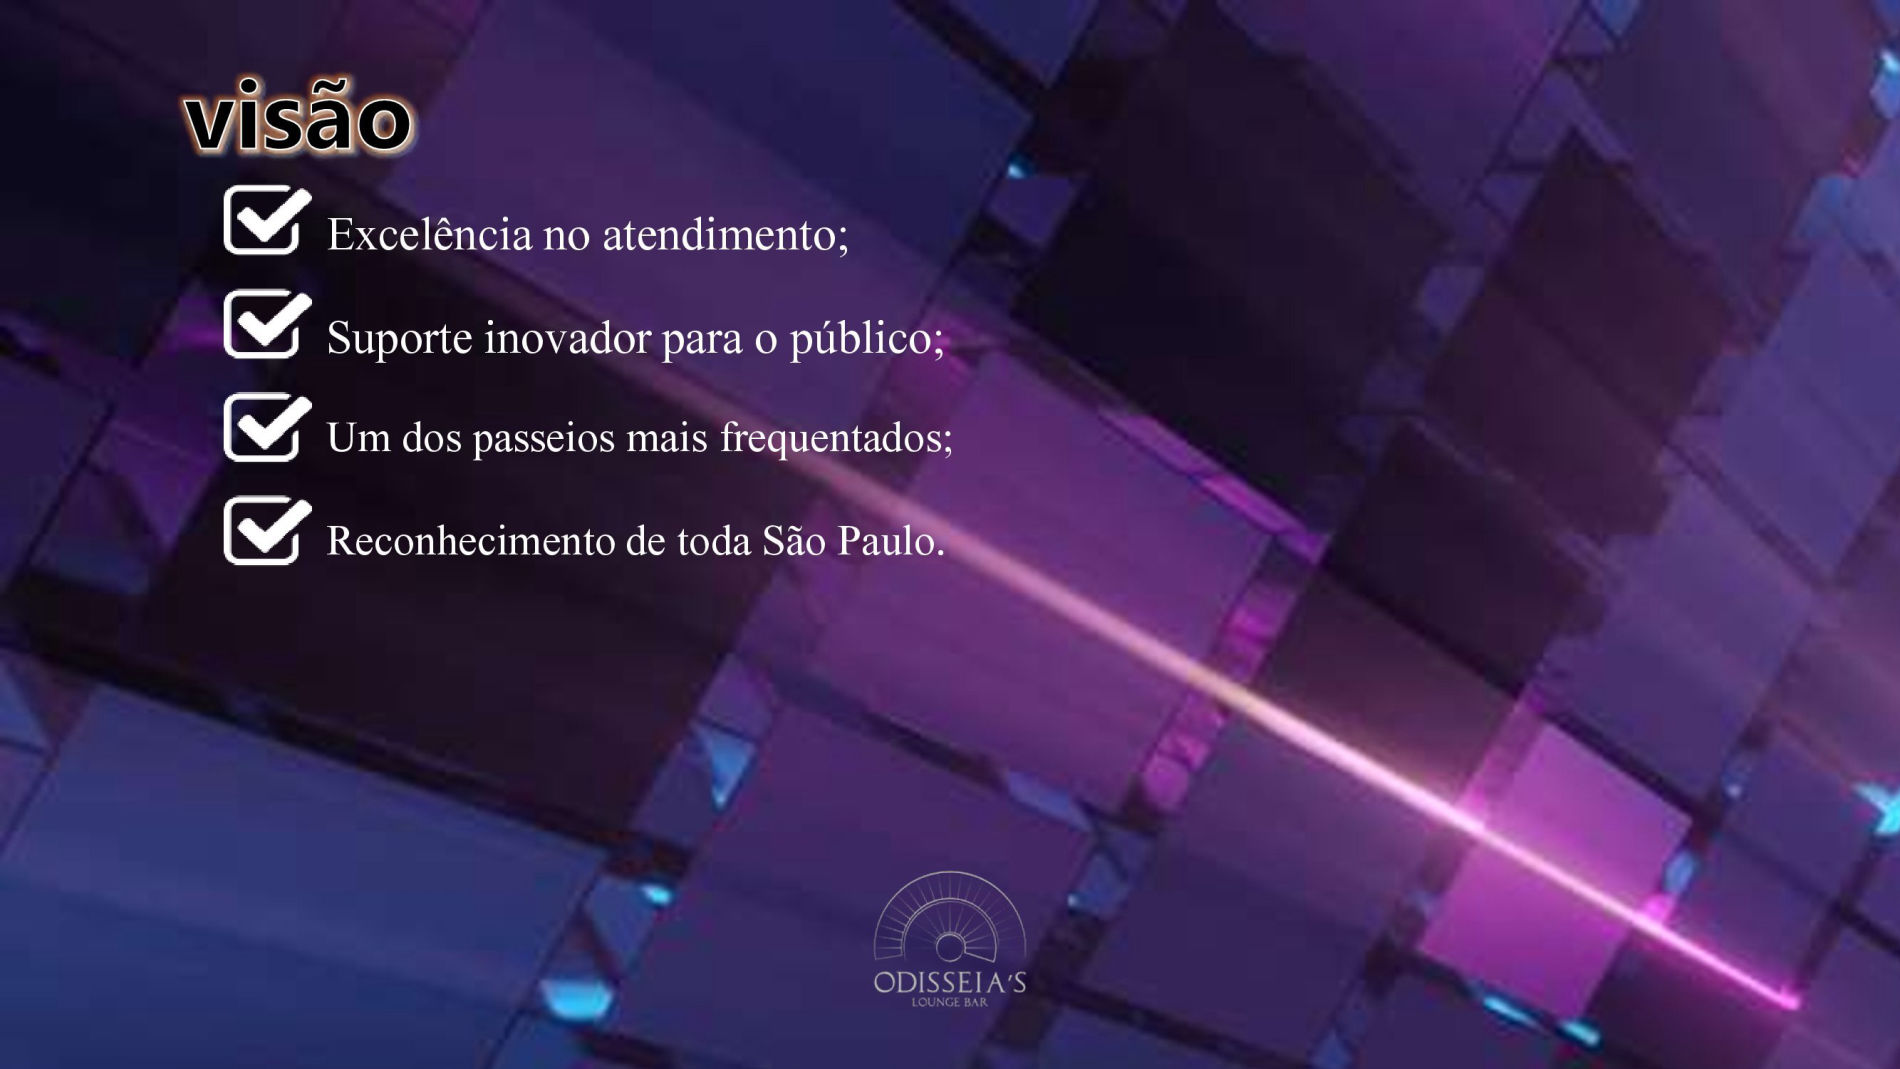 visão
Excelência no atendimento;
Suporte inovador para o público;
Um dos passeios mais frequentados;
Reconhecimento de toda São Paulo.
ODISSEIA'S
LOUNGE BAR